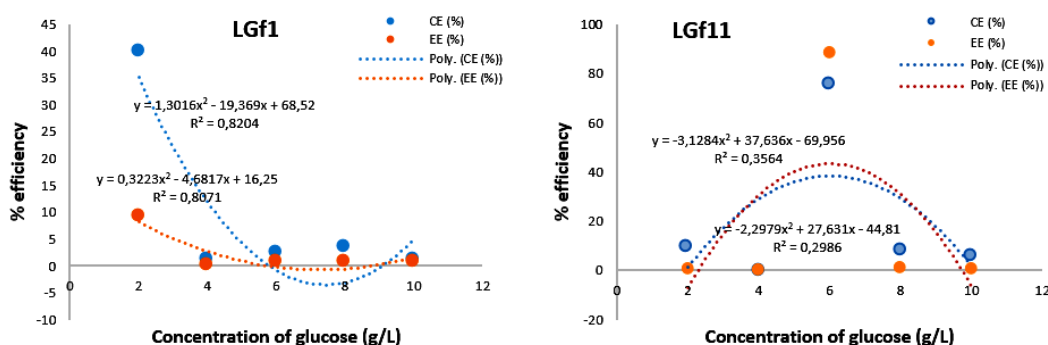 LGf1
CE (%)
EE (%)
Poly. (CE (%))
Poly. (EE (%))
y = 1,3016x² - 19,369x + 68,52
R² = 0,8204
y = 0,3223x² - 4,6817x + 16,25
R² = 0,8071
% efficiency
45
40
35
30
25
20
15
10
5
0
-5
-10
0
2
4
6
8
10
12
Concentration of glucose (g/L)
LGf11
CE (%)
EE (%)
Poly. (CE (%))
Poly. (EE (%))
y = -3,1284x² + 37,636x - 69,956
R² = 0,3564
y = -2,2979x² + 27,631x - 44,81
R² = 0,2986
% efficiency
100
80
60
40
20
0
-20
0
2
4
6
8
10
12
Concentration of glucose (g/L)